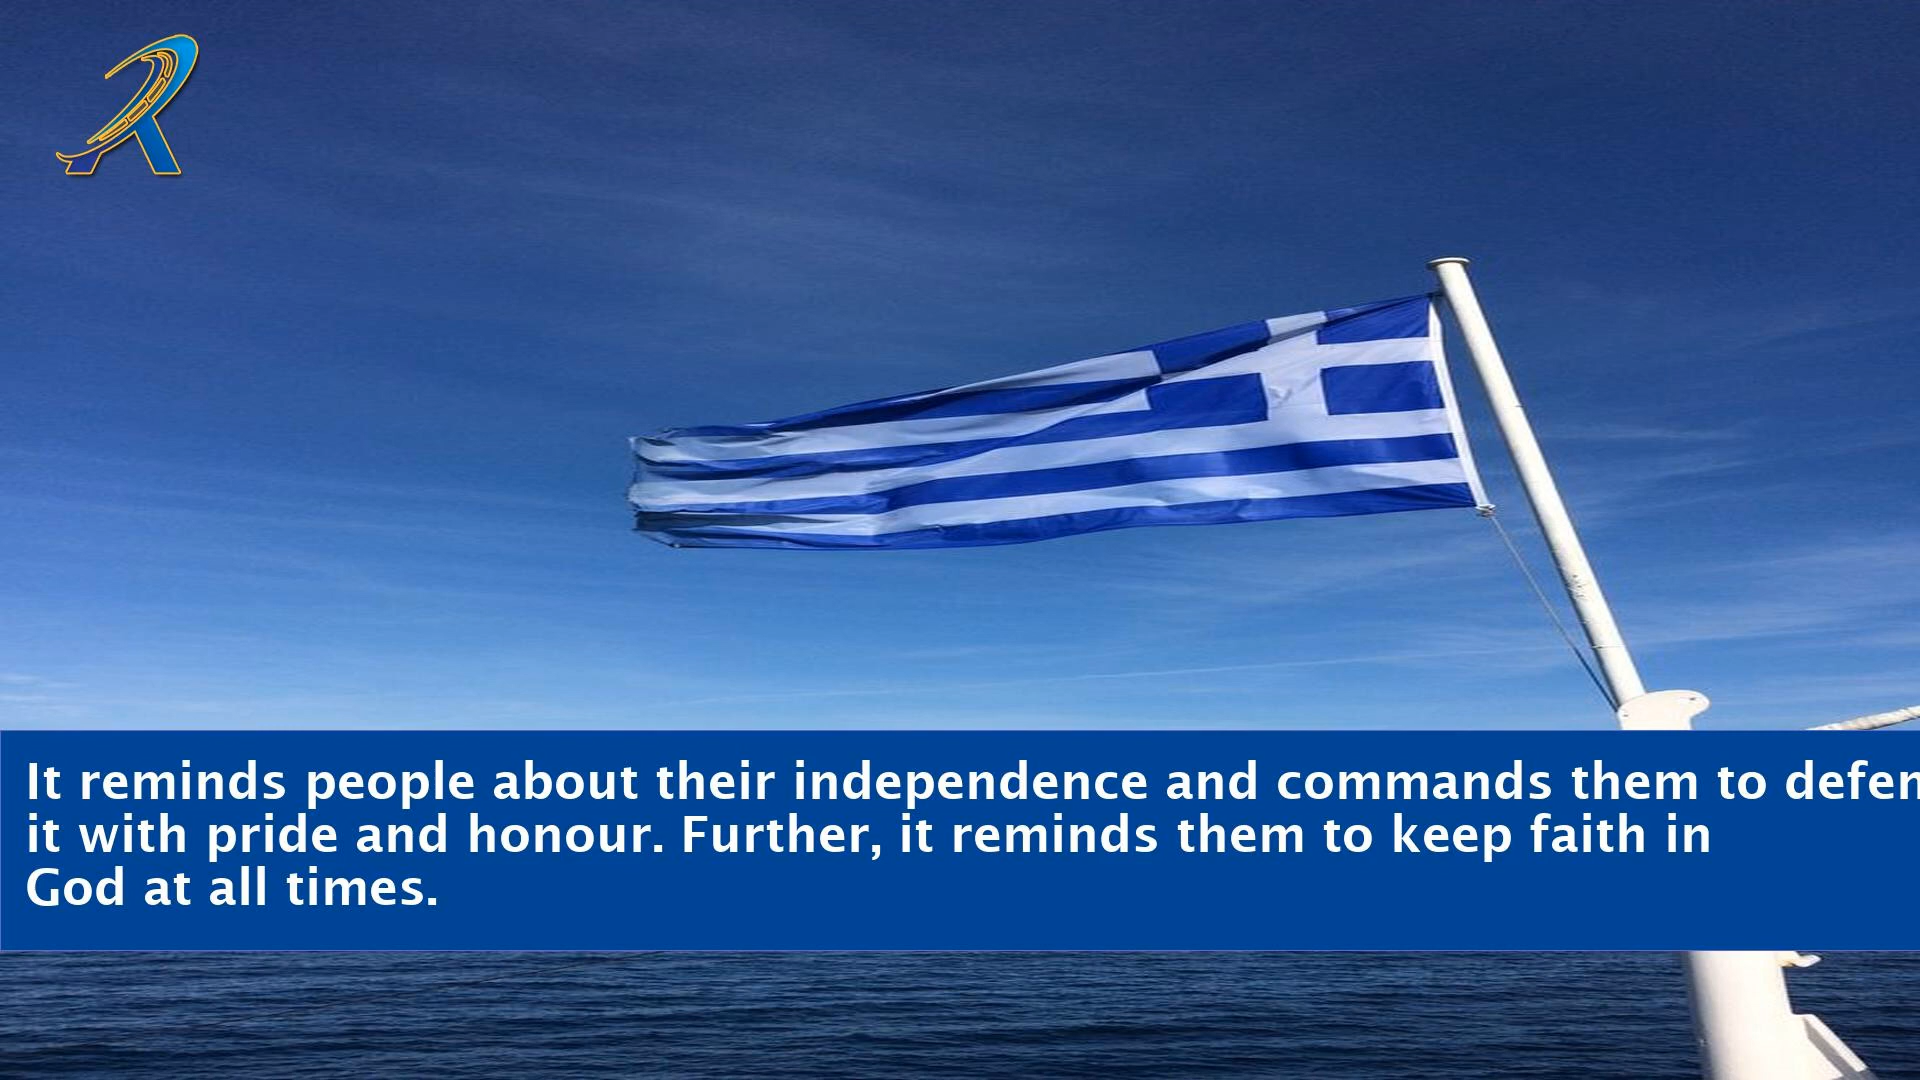 It reminds people about their independence and commands them to defen
it with pride and honour. Further, it reminds them to keep faith in
God at all times.